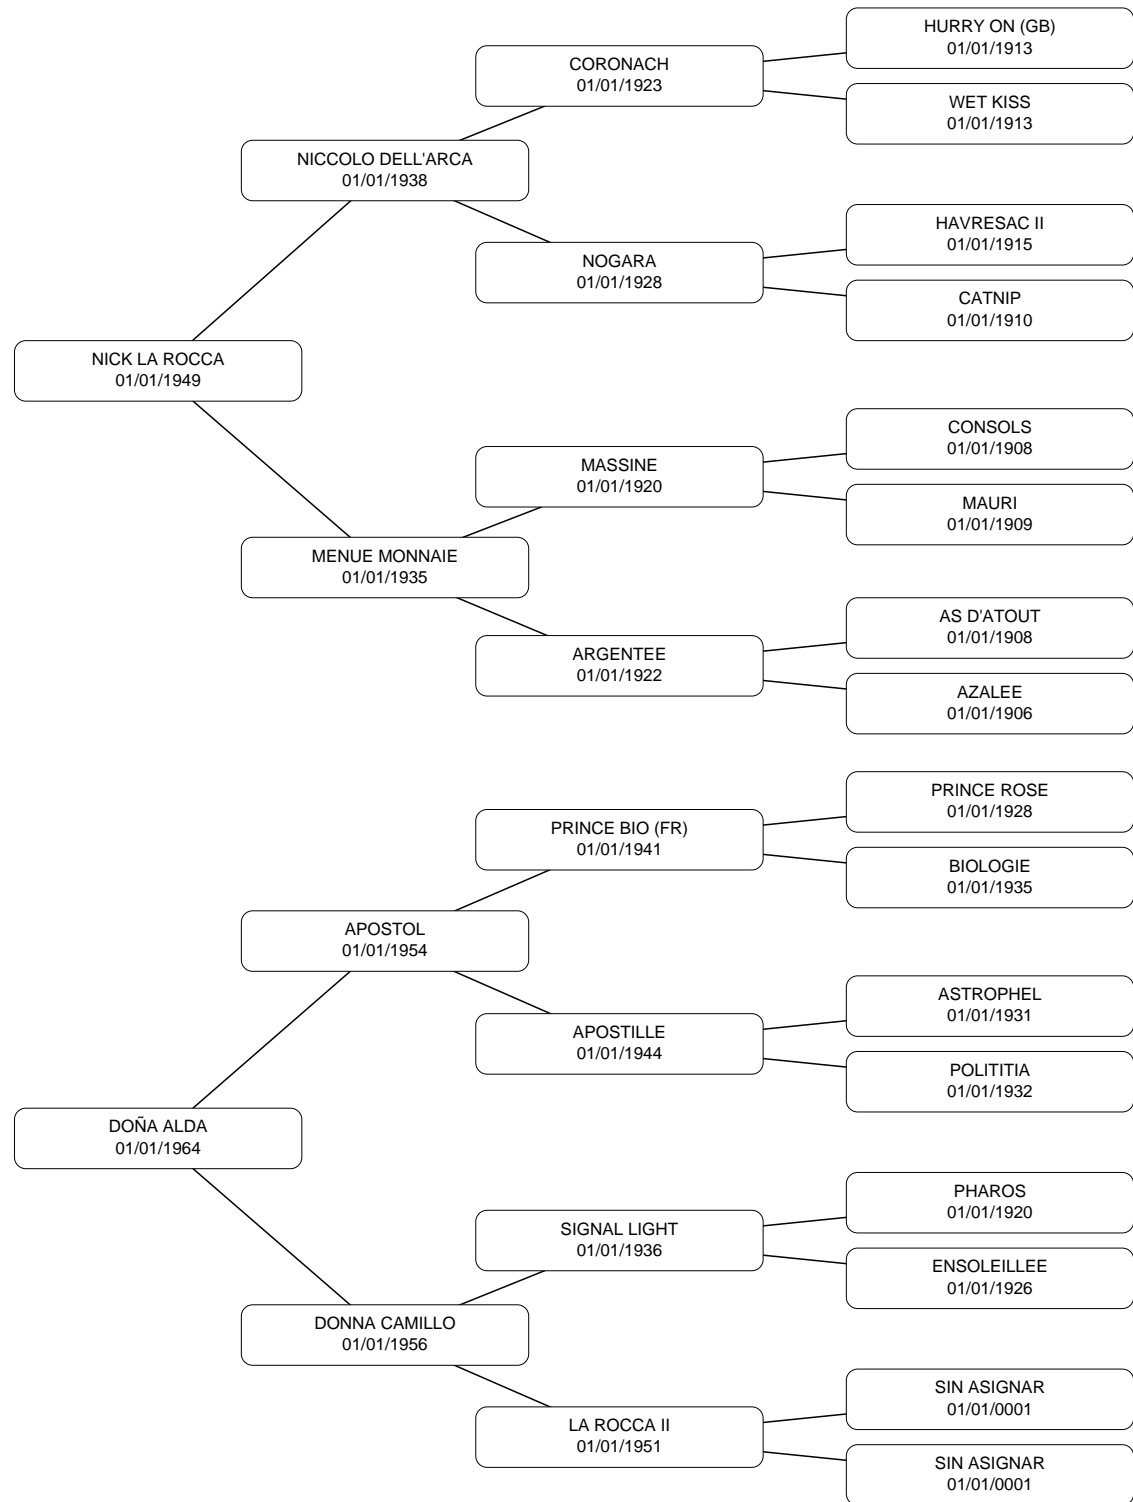 HURRY ON (GB)
01/01/1913
CORONACH
01/01/1923
WET KISS
01/01/1913
NICCOLO DELL'ARCA
01/01/1938
HAVRESAC II
01/01/1915
NOGARA
01/01/1928
CATNIP
01/01/1910
NICK LA ROCCA
01/01/1949
CONSOLS
01/01/1908
MASSINE
01/01/1920
MAURI
01/01/1909
MENUE MONNAIE
01/01/1935
AS D'ATOUT
01/01/1908
ARGENTEE
01/01/1922
AZALEE
01/01/1906
PRINCE ROSE
01/01/1928
PRINCE BIO (FR)
01/01/1941
BIOLOGIE
01/01/1935
APOSTOL
01/01/1954
ASTROPHEL
01/01/1931
APOSTILLE
01/01/1944
POLITITIA
01/01/1932
DOÑA ALDA
01/01/1964
PHAROS
01/01/1920
SIGNAL LIGHT
01/01/1936
ENSOLEILLEE
01/01/1926
DONNA CAMILLO
01/01/1956
SIN ASIGNAR
01/01/0001
LA ROCCA II
01/01/1951
SIN ASIGNAR
01/01/0001